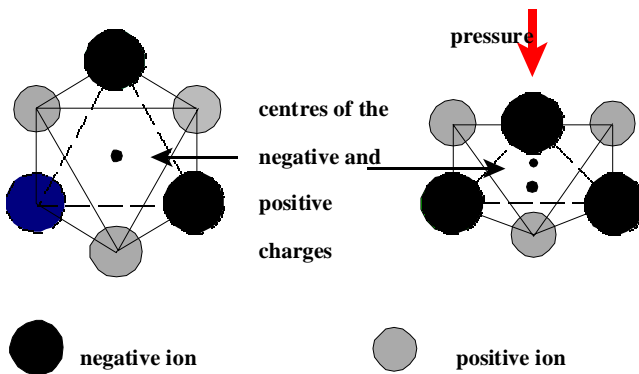 pressure
centres of the
negative and
positive
charges
negative ion
positive ion